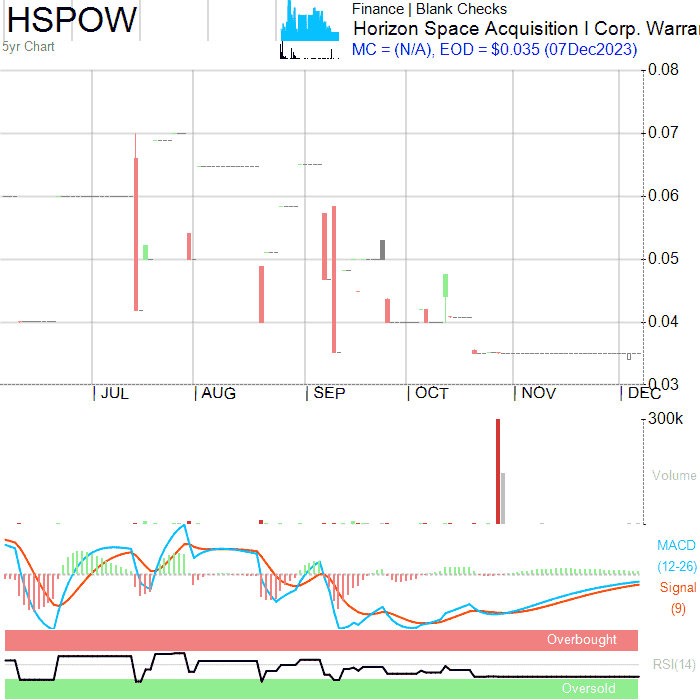 HSPOW
5yr Chart
Finance | Blank Checks
Horizon Space Acquisition I Corp. Warra
MC = (N/A), EOD = $0.035 (07Dec2023)
0.08
0.07
0.06
0.05
0.04
0.03
JUL AUG SEP OCT NOV DEC
300k
Volume
MACD
(12-26)
Signal
(9)
Overbought
RSI(14)
Oversold